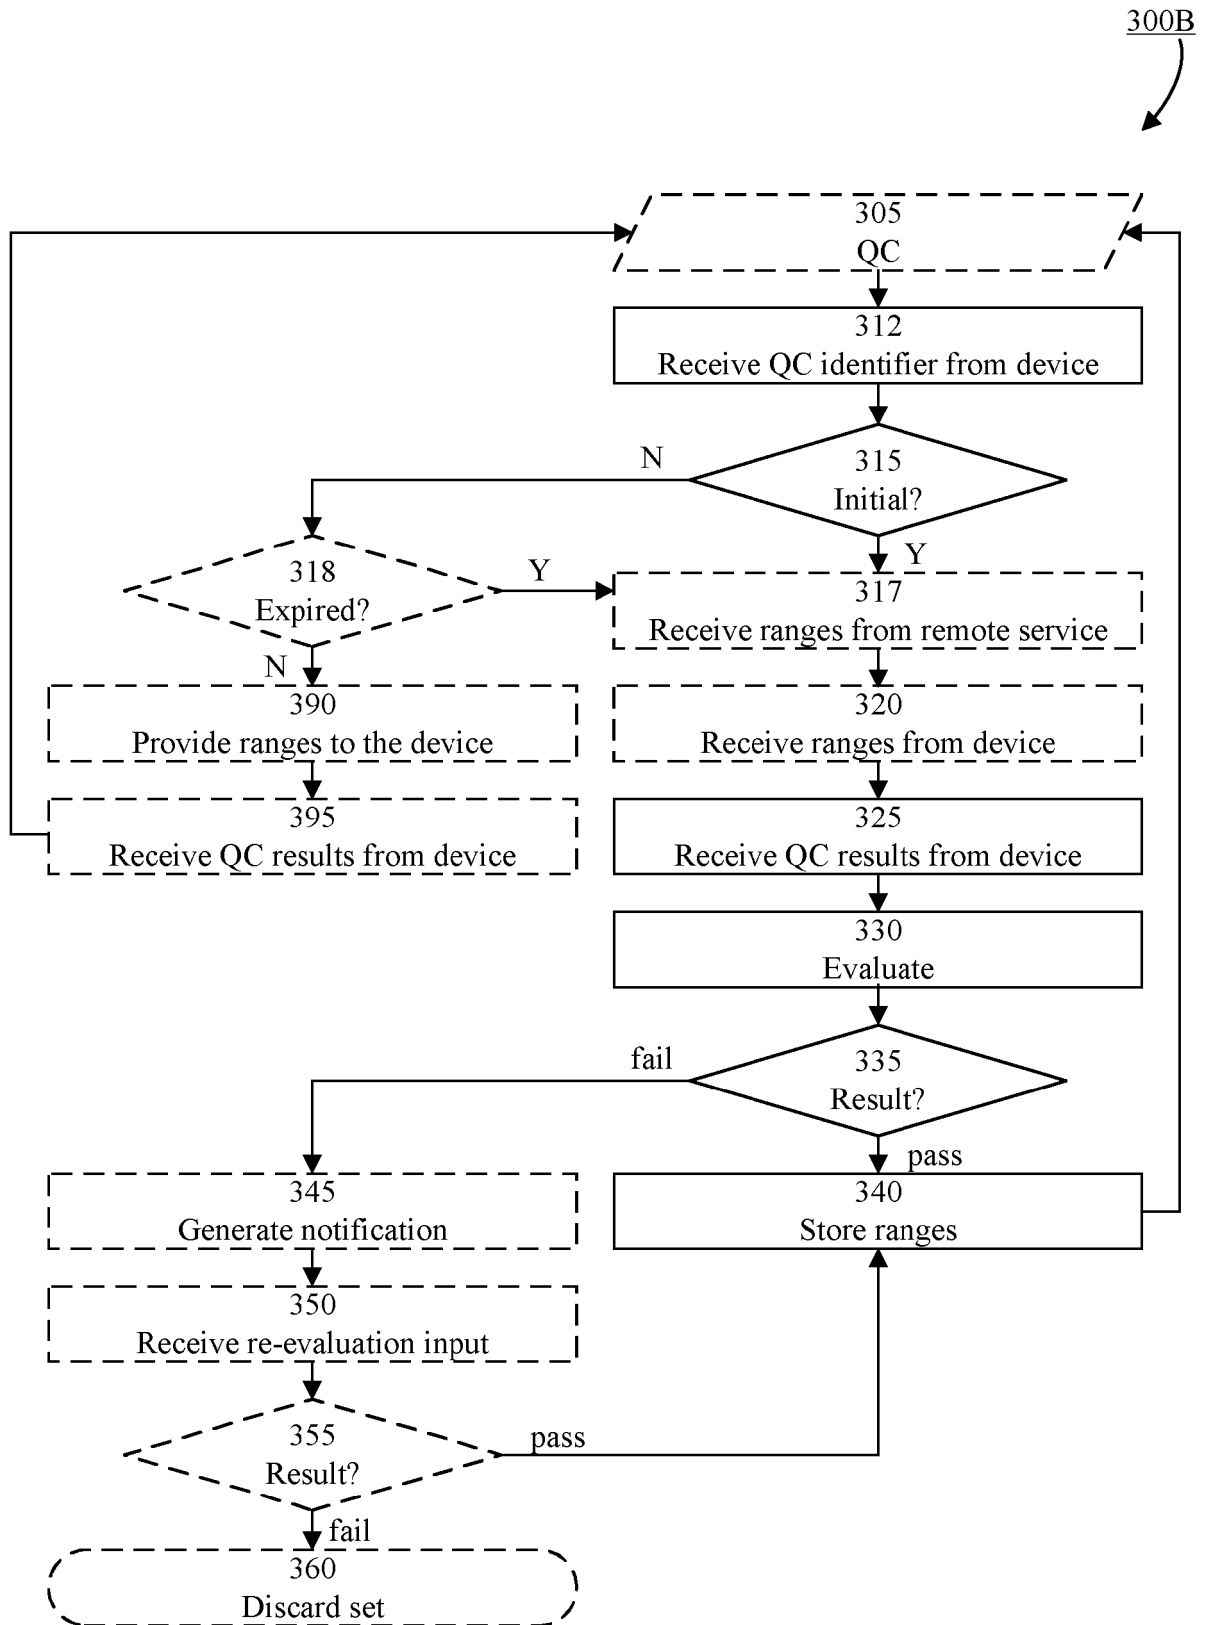 300B
305
QC
312
Receive QC identifier from device
N
315
Initial?
318
Expired?
Y
Y
317
Receive ranges from remote service
N
390
Provide ranges to the device
320
Receive ranges from device
395
Receive QC results from device
325
Receive QC results from device
330
Evaluate
fail
335
Result?
pass
345
Generate notification
340
Store ranges
350
Receive re-evaluation input
355
Result?
pass
fail
360
Discard set